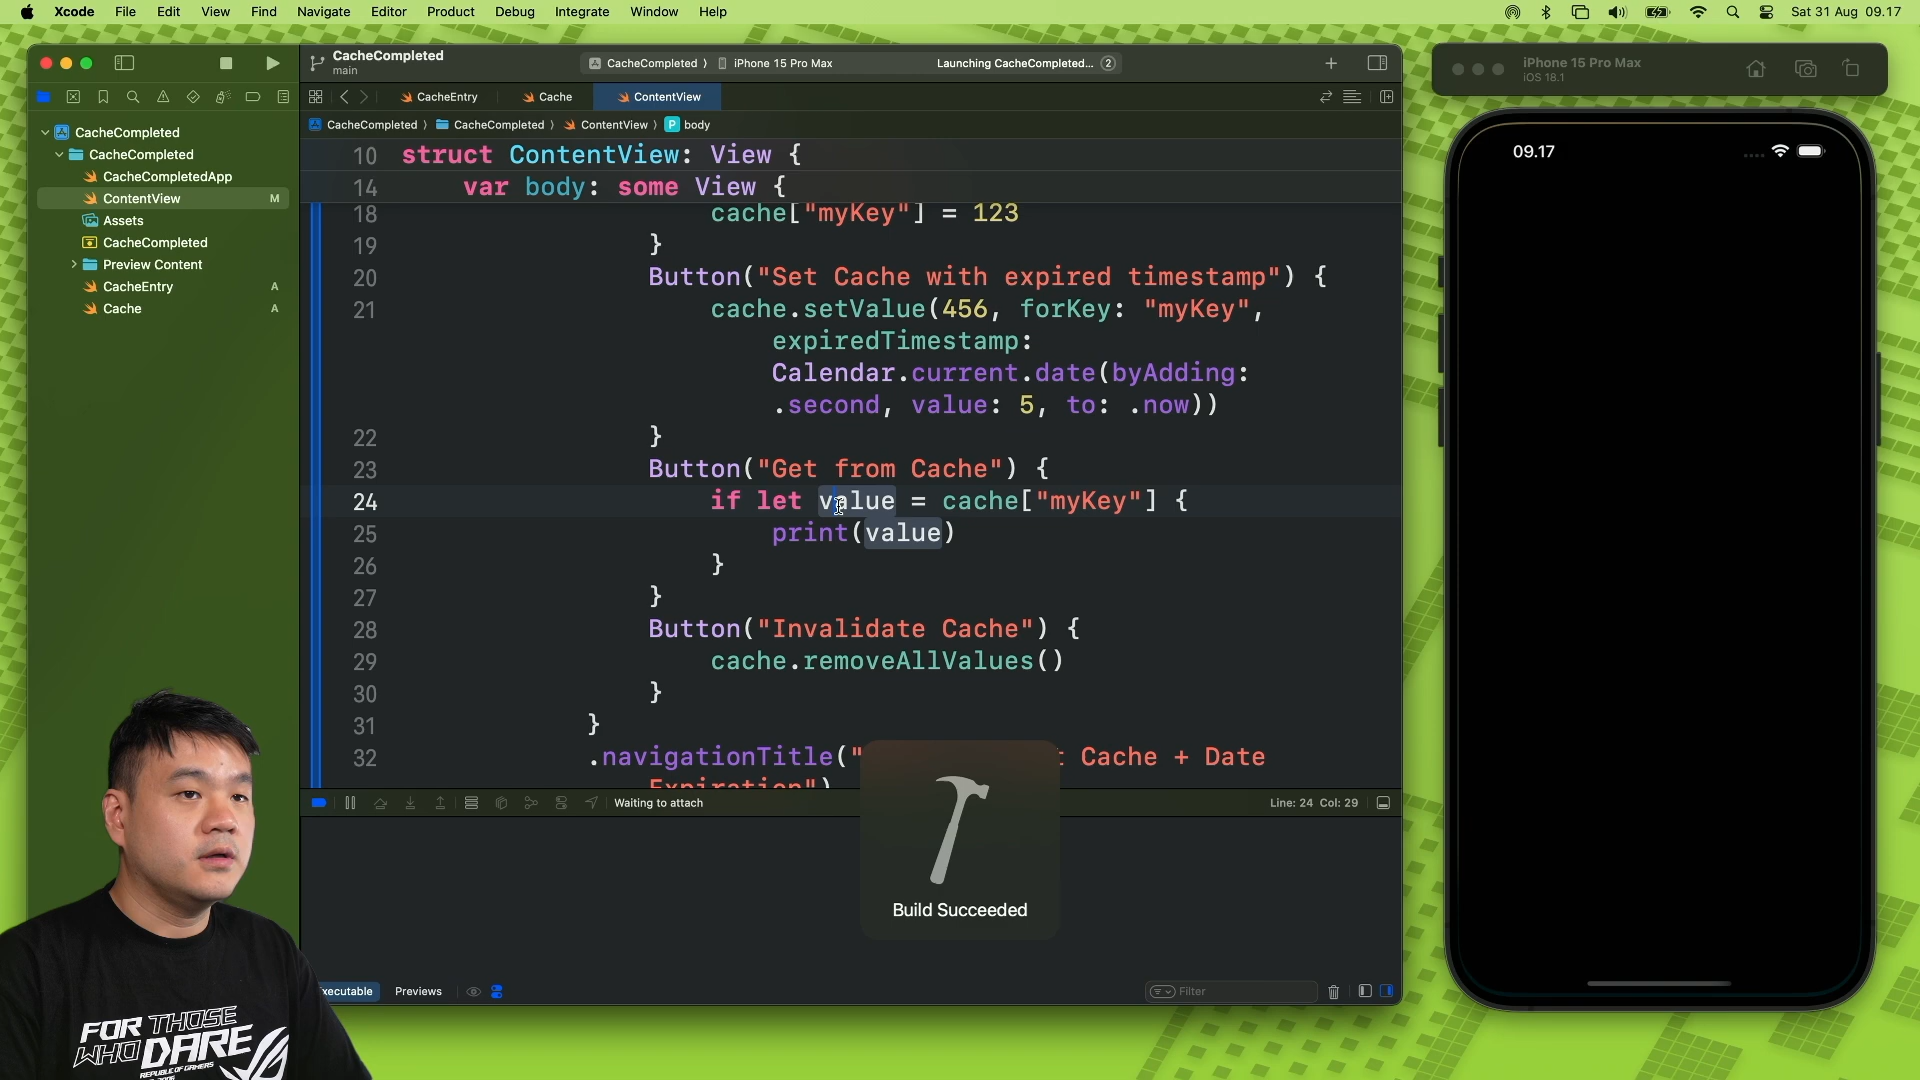 Xcode File Edit View Find Navigate Editor Product Debug Integrate Window Help Sat 31 Aug 09.17
CacheCompleted
main
CacheCompleted iPhone 15 Pro Max Launching CacheCompleted... 2
CacheEntry Cache ContentView
CacheCompleted CacheCompleted ContentView P body
CacheCompleted
CacheCompleted
CacheCompletedApp
ContentView M
Assets
CacheCompleted
Preview Content
CacheEntry A
Cache A
10 struct ContentView: View {
14 var body: some View {
18 cache["myKey"] = 123
19 }
20 Button("Set Cache with expired timestamp") {
21 cache.setValue(456, forKey: "myKey",
expiredTimestamp:
Calendar.current.date(byAdding:
.second, value: 5, to: .now))
22 }
23 Button("Get from Cache") {
24 if let value = cache["myKey"] {
25 print(value)
26 }
27 }
28 Button("Invalidate Cache") {
29 cache.removeAllValues()
30 }
31 }
32 .navigationTitle(" Cache + Date
Expiration")
Waiting to attach Line: 24 Col: 29
Build Succeeded
Previews Filter
iPhone 15 Pro Max
iOS 18.1
09.17
FOR THOSE
WHO DARE
REPUBLIC OF GAMERS